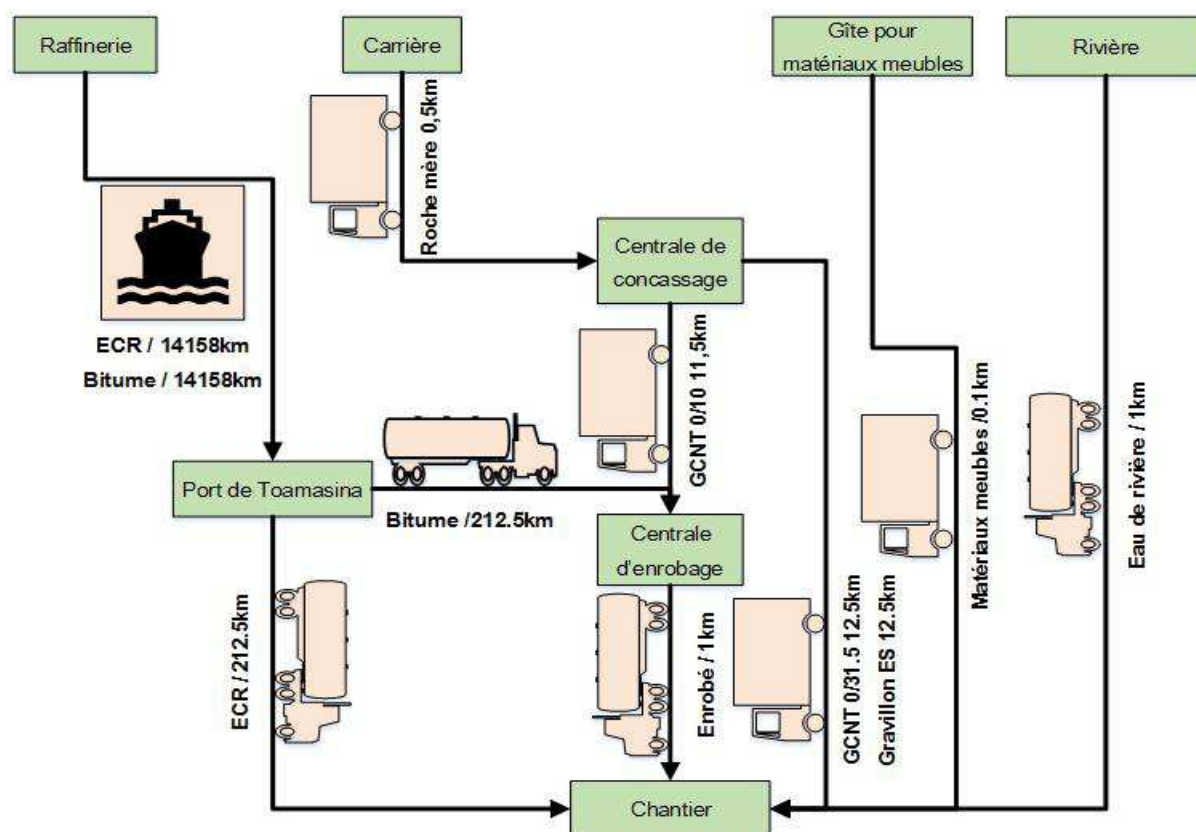 Raffinerie
Carrière
Gîte pour
matériaux meubles
Rivière
Roche mère 0,5km
Centrale de
concassage
ECR / 14158km
Bitume / 14158km
GCNT 0/10 11,5km
Port de Toamasina
Bitume /212.5km
Centrale
d'enrobage
Matériaux meubles /0.1km
Eau de rivière / 1km
ECR / 212.5km
Enrobé / 1km
GCNT 0/31.5 12.5km
Gravillon ES 12.5km
Chantier